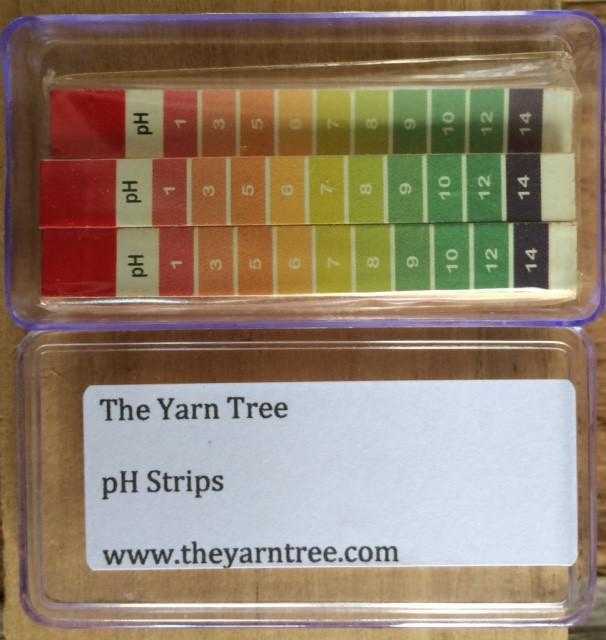 pH 1 3 5 6 7 8 9 10 12 14
pH 1 3 5 6 7 8 9 10 12 14
pH 1 3 5 6 7 8 9 10 12 14
The Yarn Tree
pH Strips
www.theyarntree.com